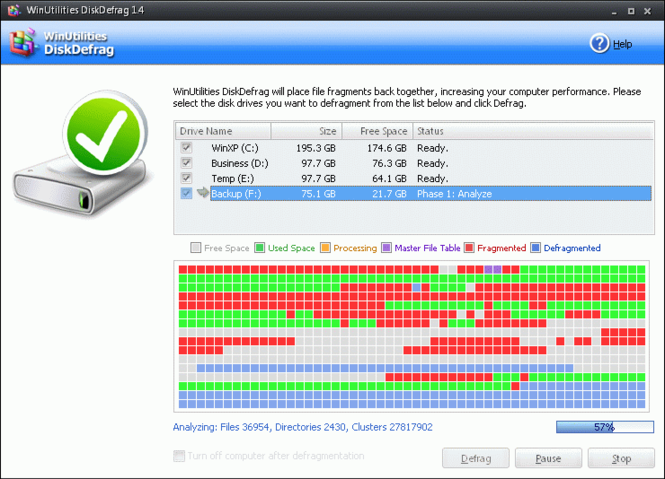 WinUtilities DiskDefrag 1.4
WinUtilities
DiskDefrag
Help
WinUtilities DiskDefrag will place file fragments back together, increasing your computer performance. Please
select the disk drives you want to defragment from the list below and click Defrag.
Drive Name Size Free Space Status
WinXP (C:) 195.3 GB 174.6 GB Ready.
Business (D:) 97.7 GB 76.3 GB Ready.
Temp (E:) 97.7 GB 64.1 GB Ready.
Backup (F:) 75.1 GB 21.7 GB Phase 1: Analyze
Free Space Used Space Processing Master File Table Fragmented Defragmented
Analyzing: Files 36954, Directories 2430, Clusters 27817902
57%
Turn off computer after defragmentation
Defrag Pause Stop